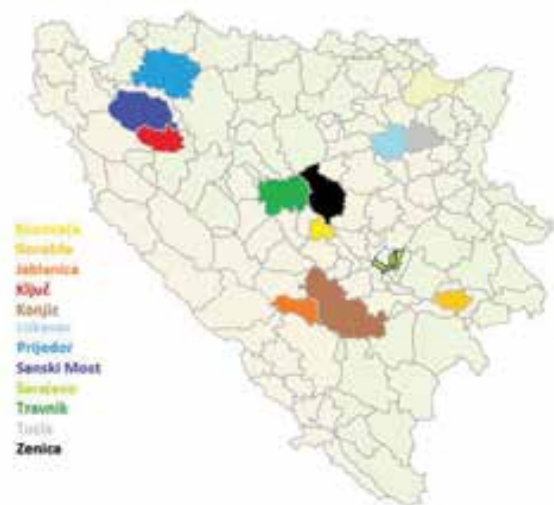 Goražde
Jablanica
Ključ
Konjic
Lukavac
Prijedor
Sanski Most
Sarajevo
Travnik
Tuzla
Zenica